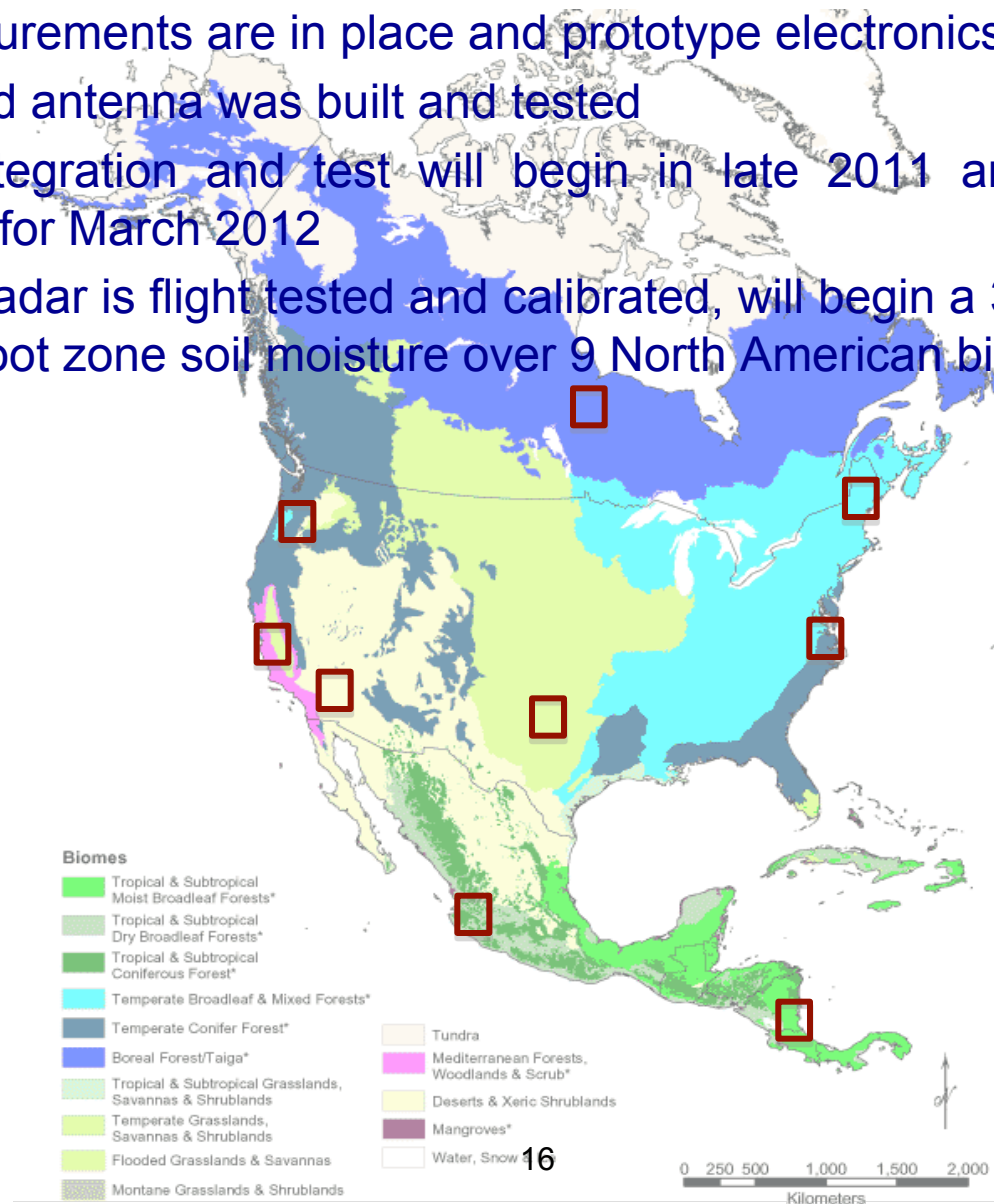 urements are in place and prototype electronics
d antenna was built and tested
tegration and test will begin in late 2011 an
for March 2012
adar is flight tested and calibrated, will begin a 3
oot zone soil moisture over 9 North American bi
Biomes
Tropical & Subtropical
Moist Broadleaf Forests*
Tropical & Subtropical
Dry Broadleaf Forests*
Tropical & Subtropical
Coniferous Forest*
Temperate Broadleaf & Mixed Forests*
Temperate Conifer Forest*
Boreal Forest/Taiga*
Tropical & Subtropical Grasslands,
Savannas & Shrublands
Temperate Grasslands,
Savannas & Shrublands
Flooded Grasslands & Savannas
Montane Grasslands & Shrublands
Tundra
Mediterranean Forests,
Woodlands & Scrub*
Deserts & Xeric Shrublands
Mangroves*
Water, Snow &
16
0 250 500 1,000 1,500 2,000
Kilometers